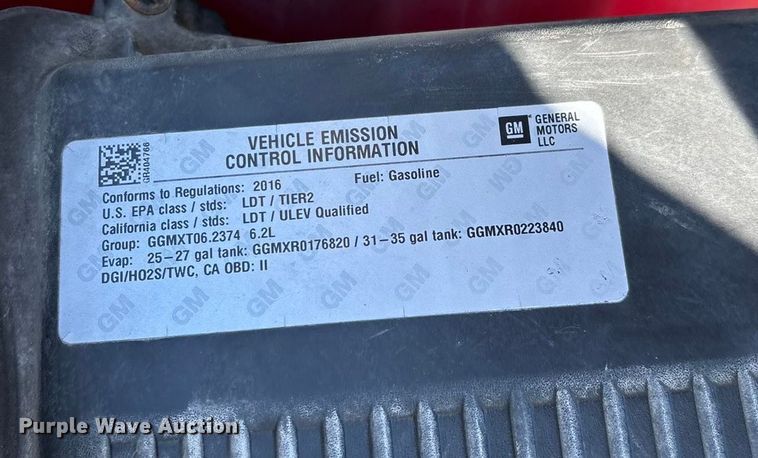 VEHICLE EMISSION
CONTROL INFORMATION
GM
GENERAL
MOTORS
LLC
GR404766
Conforms to Regulations: 2016 Fuel: Gasoline
U.S. EPA class / stds: LDT / TIER2
California class / stds: LDT / ULEV Qualified
Group: GGMXT06.2374 6.2L
Evap: 25-27 gal tank: GGMXR0176820 / 31-35 gal tank: GGMXR0223840
DGI/HO2S/TWC, CA OBD: II
Purple Wave Auction